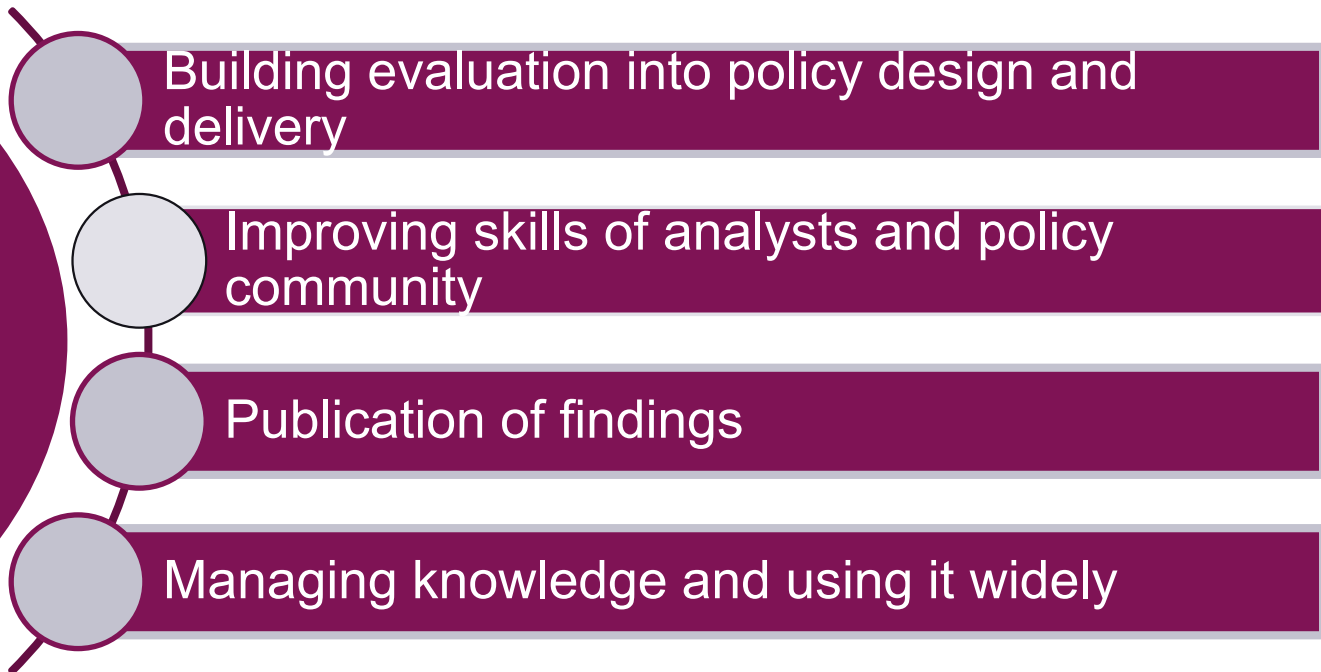 Building evaluation into policy design and
delivery
Improving skills of analysts and policy
community
Publication of findings
Managing knowledge and using it widely